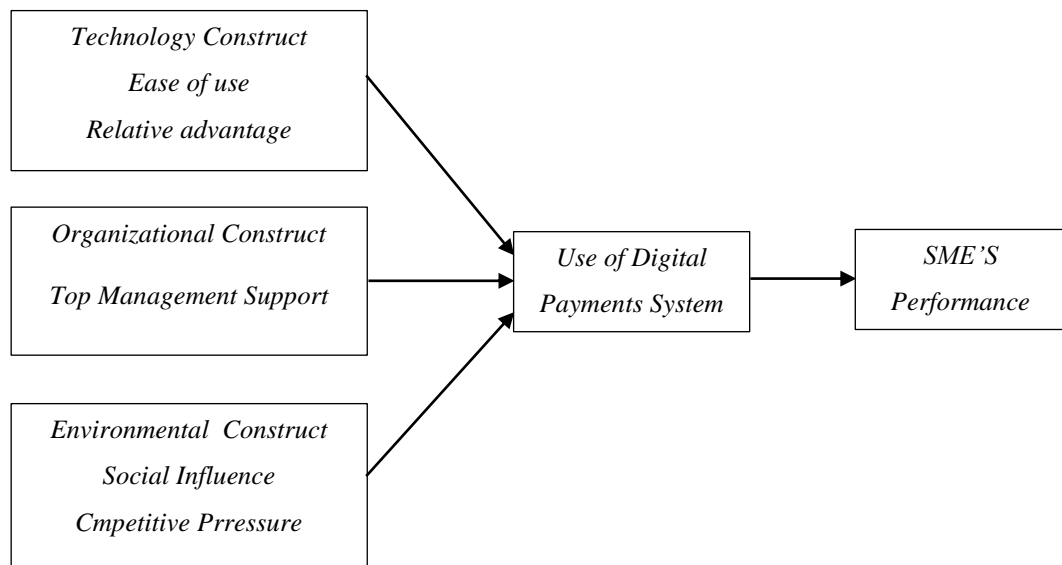 Technology Construct
Ease of use
Relative advantage
Organizational Construct
Top Management Support
Environmental  Construct
Social Influence
Cmpetitive Prressure
Use of Digital
Payments System
SME’S
Performance